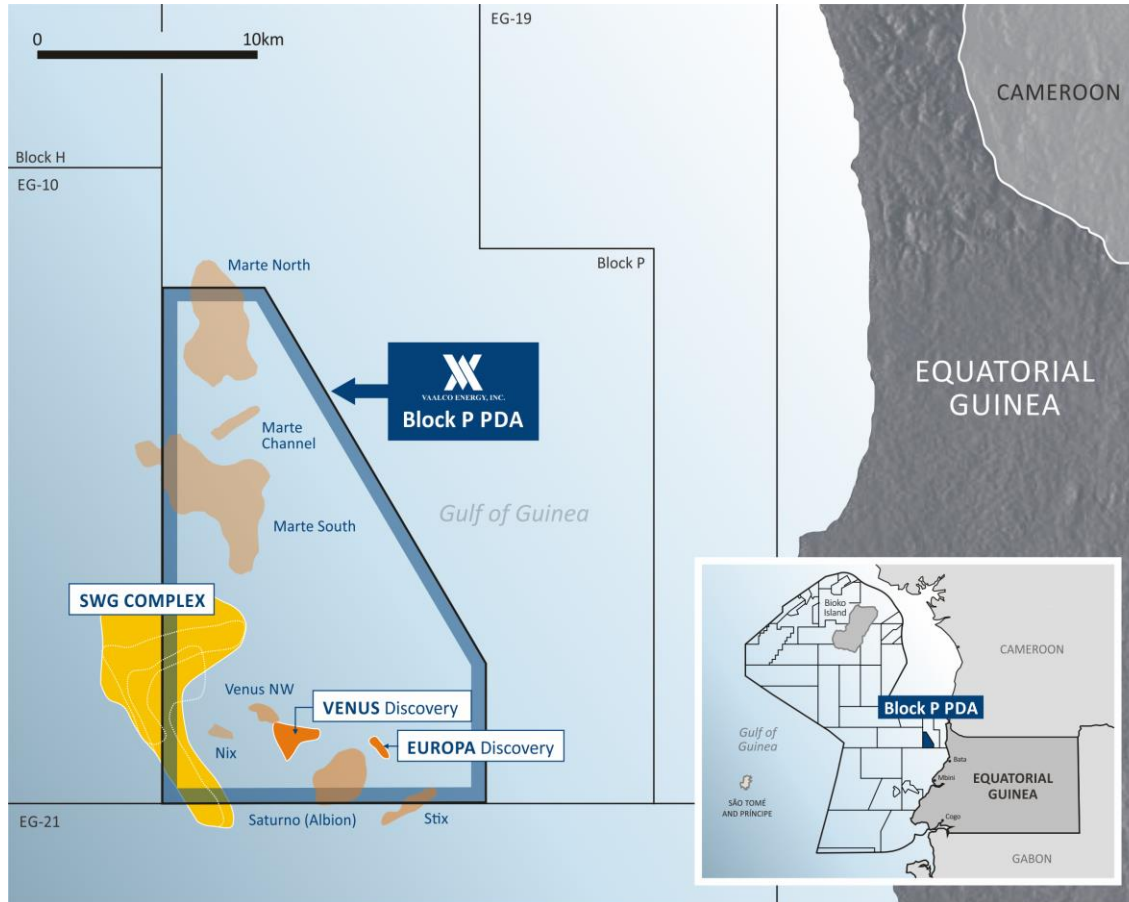 EG-19
0
10km
CAMEROON
Block H
EG-10
Marte North
Block P
VAALCO ENERGY, INC.
Block P PDA
EQUATORIAL
GUINEA
Marte
Channel
Gulf of Guinea
Marte South
SWG COMPLEX
Venus NW
VENUS Discovery
EUROPA Discovery
Nix
EG-21
Saturno (Albion)
Stix
Bioko
Island
CAMEROON
Block P PDA
Gulf of
Guinea
Bata
Mbini
SÃO TOMÉ
AND PRÍNCIPE
EQUATORIAL
GUINEA
Cogo
GABON